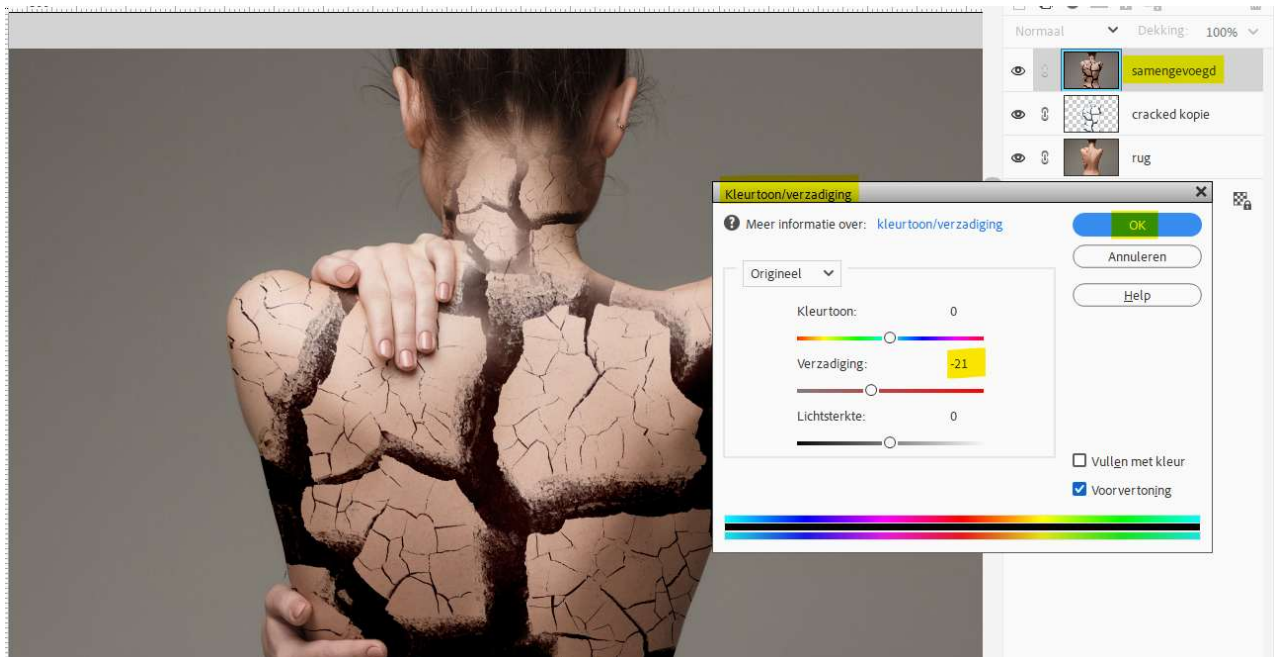 Normaal
Dekking: 100%
samengevoegd
cracked kopie
rug
Kleurtoon/verzadiging
Meer informatie over: kleurtoon/verzadiging
OK
Annuleren
Help
Origineel
Kleurtoon: 0
Verzadiging: -21
Lichtsterkte: 0
Vullen met kleur
Voorvertoning